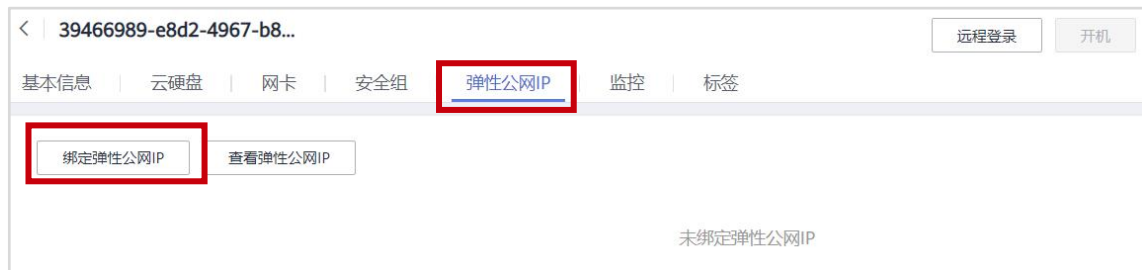 39466989-e8d2-4967-b8...
远程登录 开机
基本信息 云硬盘 网卡 安全组 弹性公网IP 监控 标签
绑定弹性公网IP 查看弹性公网IP
未绑定弹性公网IP